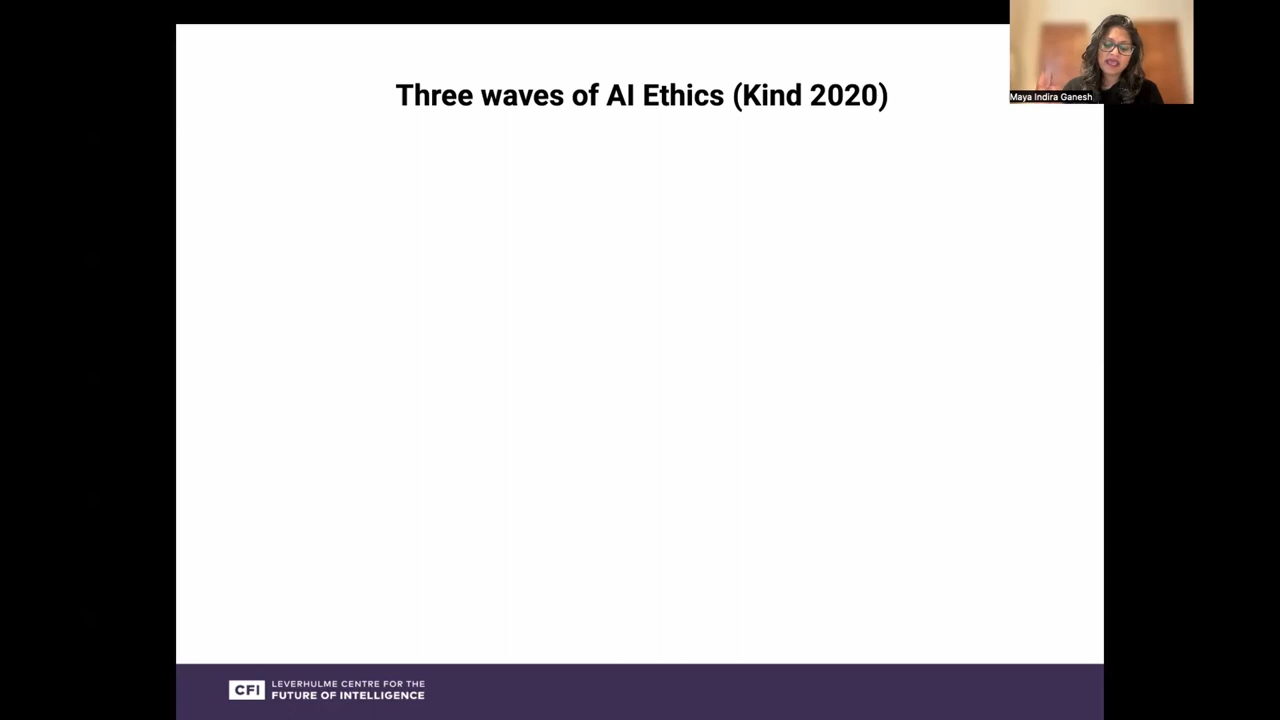 Three waves of AI Ethics (Kind 2020)
Maya Indira Ganesh
CFI
LEVERHULME CENTRE FOR THE
FUTURE OF INTELLIGENCE